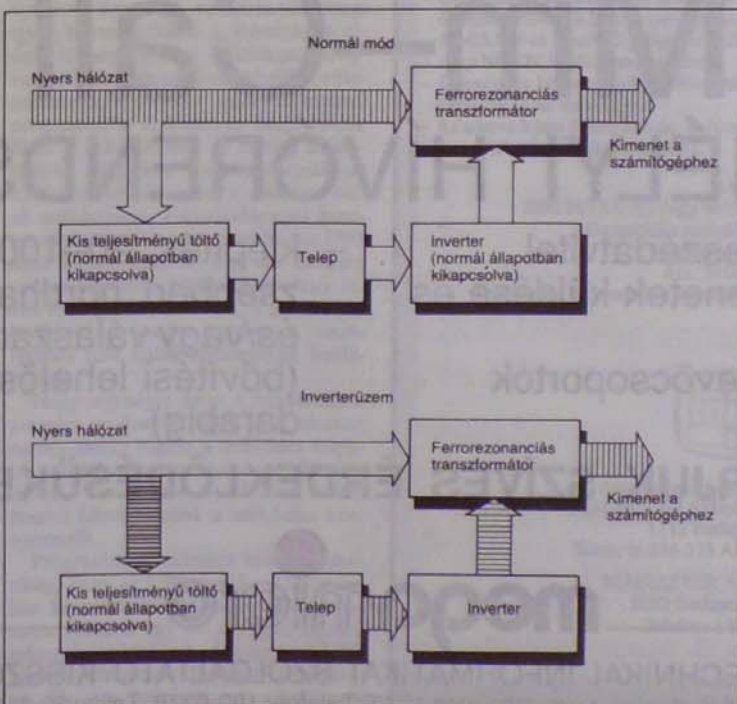 Normál mód
Nyers hálózat
Ferrorezonanciás
transzformátor
Kimenet a
számítógéphez
Kis teljesítményű töltő
(normál állapotban
kikapcsolva)
Telep
Inverter
(normál állapotban
kikapcsolva)
Inverterüzem
Nyers hálózat
Ferrorezonanciás
transzformátor
Kimenet a
számítógéphez
Kis teljesítményű töltő
(normál állapotban
kikapcsolva)
Telep
Inverter